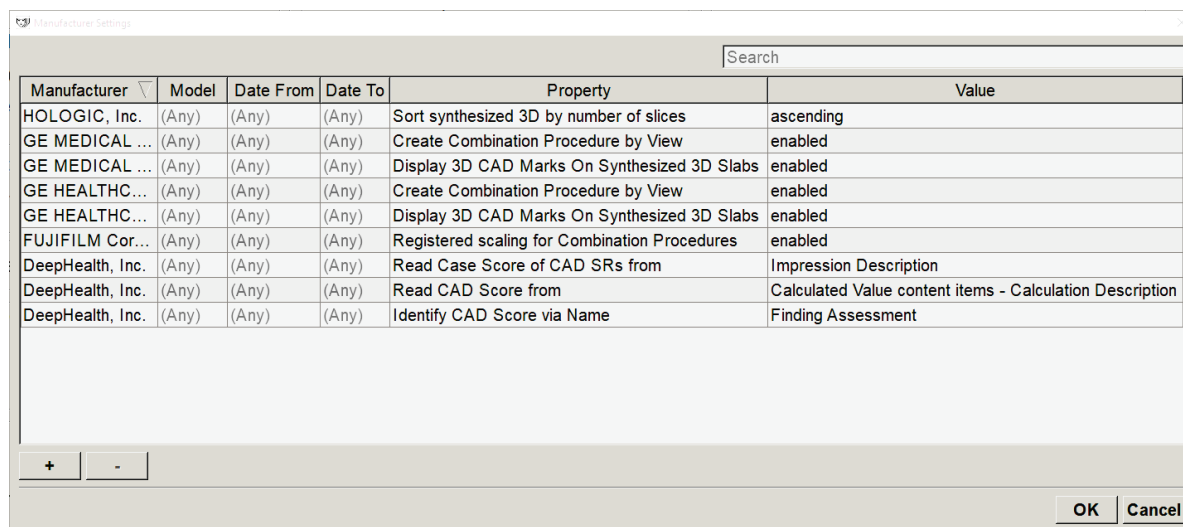 Manufacturer Settings
Search
Manufacturer Model Date From Date To Property Value
HOLOGIC, Inc. (Any) (Any) (Any) Sort synthesized 3D by number of slices ascending
GE MEDICAL ... (Any) (Any) (Any) Create Combination Procedure by View enabled
GE MEDICAL ... (Any) (Any) (Any) Display 3D CAD Marks On Synthesized 3D Slabs enabled
GE HEALTHC... (Any) (Any) (Any) Create Combination Procedure by View enabled
GE HEALTHC... (Any) (Any) (Any) Display 3D CAD Marks On Synthesized 3D Slabs enabled
FUJIFILM Cor... (Any) (Any) (Any) Registered scaling for Combination Procedures enabled
DeepHealth, Inc. (Any) (Any) (Any) Read Case Score of CAD SRs from Impression Description
DeepHealth, Inc. (Any) (Any) (Any) Read CAD Score from Calculated Value content items - Calculation Description
DeepHealth, Inc. (Any) (Any) (Any) Identify CAD Score via Name Finding Assessment
+ -
OK Cancel